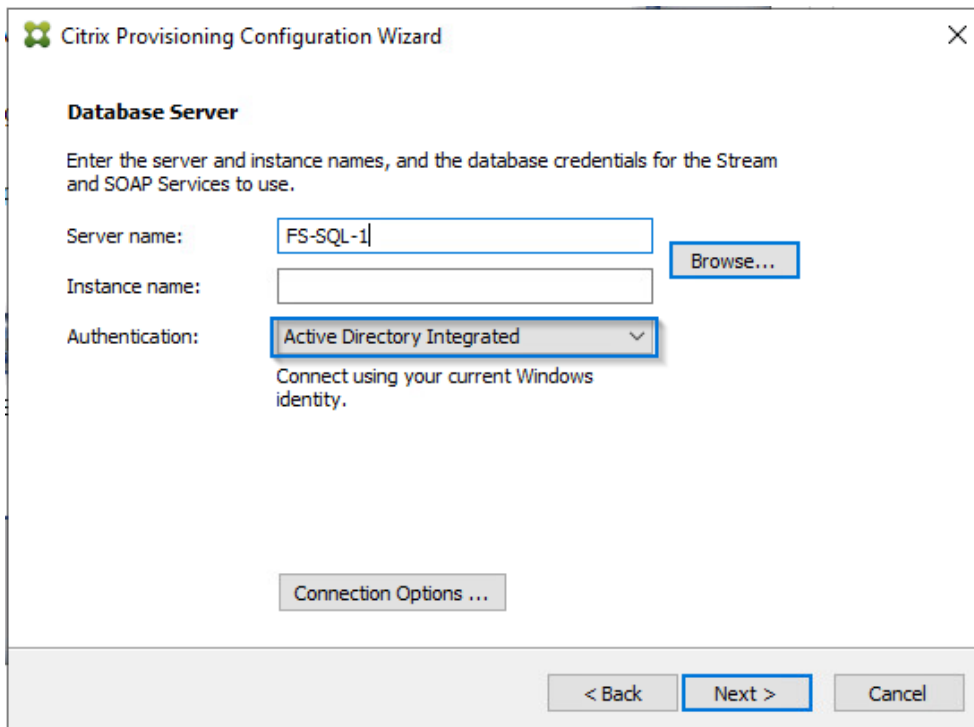 Citrix Provisioning Configuration Wizard
Database Server
Enter the server and instance names, and the database credentials for the Stream
and SOAP Services to use.
Server name:
FS-SQL-1
Browse...
Instance name:
Authentication:
Active Directory Integrated
Connect using your current Windows
identity.
Connection Options ...
< Back
Next >
Cancel